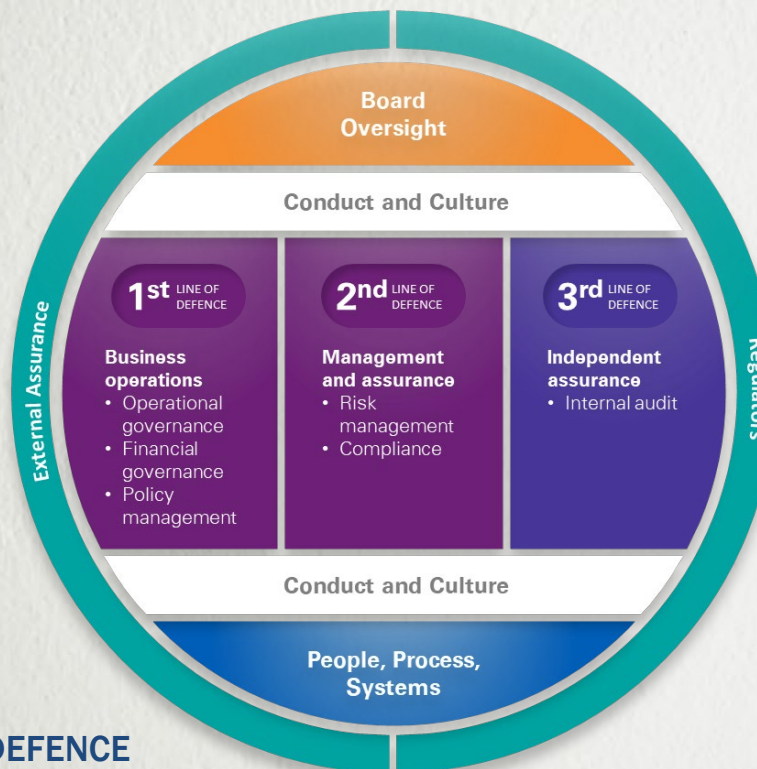 Board
Oversight
Conduct and Culture
1st LINE OF
DEFENCE
Business
operations
• Operational
governance
• Financial
governance
• Policy
management
2nd LINE OF
DEFENCE
Management
and assurance
• Risk
management
• Compliance
3rd LINE OF
DEFENCE
Independent
assurance
• Internal audit
External Assurance
Regulators
Conduct and Culture
People, Process,
Systems
DEFENCE